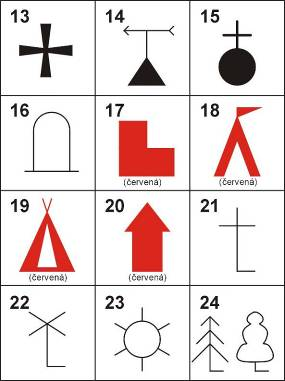 13 14 15
16 17 18
(červená) (červená)
19 20 21
(červená) (červená)
22 23 24